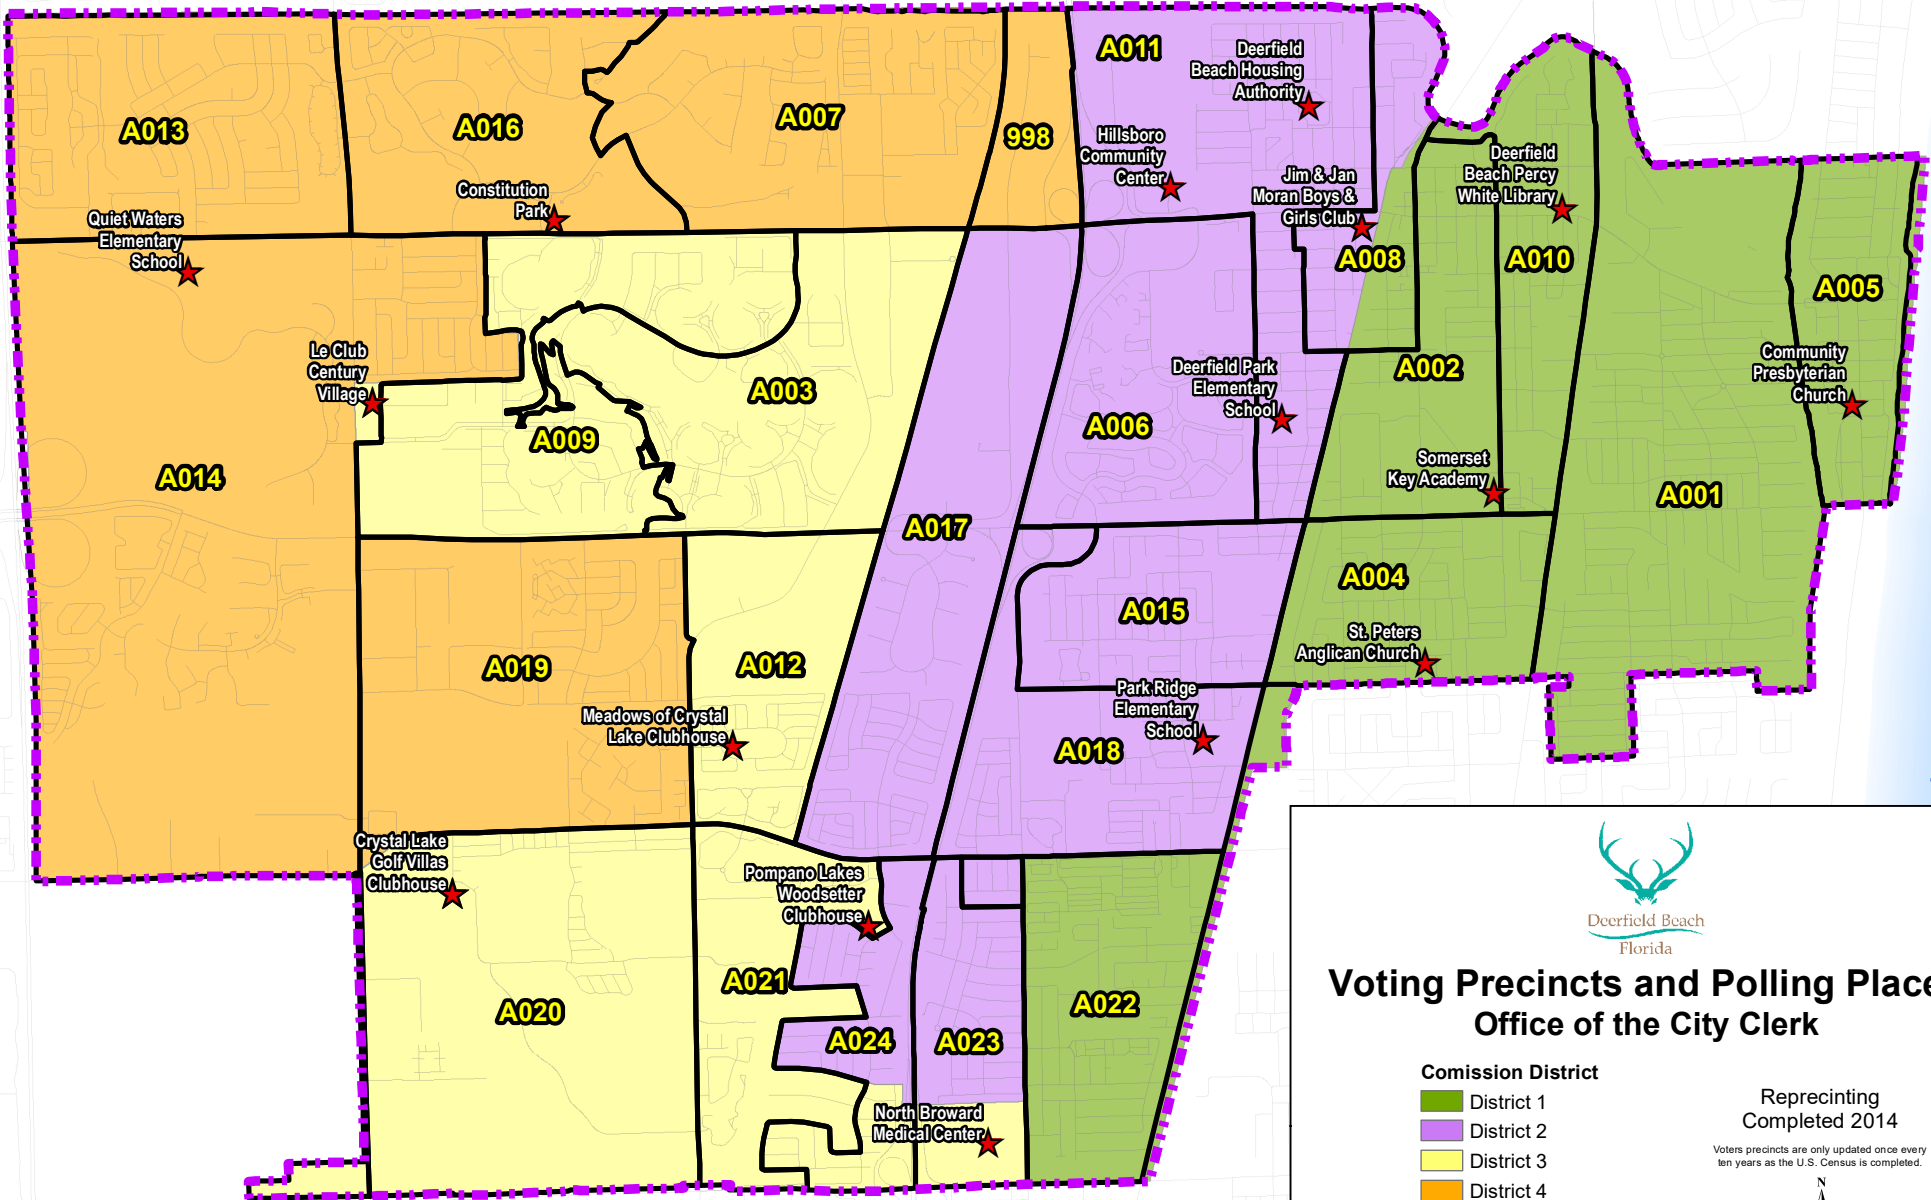 A013
A016
A007
998
A011
Deerfield
Beach Housing
Authority
Hillsboro
Community
Center
Jim & Jan
Moran Boys &
Girls Club
A008
Deerfield
Beach Percy
White Library
A010
A005
Constitution
Park
Quiet Waters
Elementary
School
Le Club
Century
Village
A003
A009
A014
A017
A006
Deerfield Park
Elementary
School
A002
Somerset
Key Academy
Community
Presbyterian
Church
A001
A004
St. Peters
Anglican Church
A015
A019
A012
Meadows of Crystal
Lake Clubhouse
Park Ridge
Elementary
School
A018
Crystal Lake
Golf Villas
Clubhouse
Pompano Lakes
Woodsetter
Clubhouse
A020
A021
A024
A023
A022
North Broward
Medical Center
Deerfield Beach
Florida
Voting Precincts and Polling Place
Office of the City Clerk
Comission District
District 1
District 2
District 3
District 4
Reprecinting
Completed 2014
Voters precincts are only updated once every
ten years as the U.S. Census is completed.
N